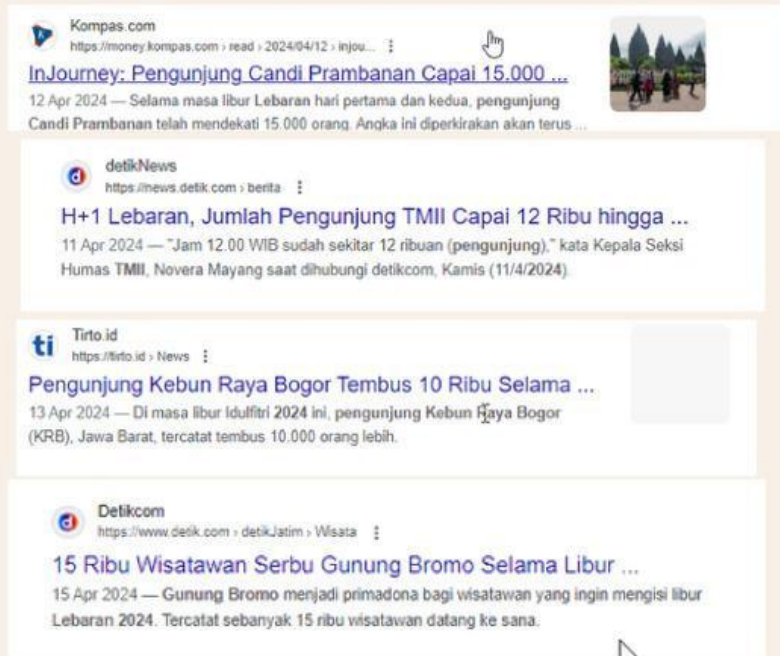 Kompas.com
https://money.kompas.com › read › 2024/04/12 › injou...
InJourney: Pengunjung Candi Prambanan Capai 15.000 ...
12 Apr 2024 — Selama masa libur Lebaran hari pertama dan kedua, pengunjung
Candi Prambanan telah mendekati 15.000 orang. Angka ini diperkirakan akan terus ...
detikNews
https://news.detik.com › berita
H+1 Lebaran, Jumlah Pengunjung TMII Capai 12 Ribu hingga ...
11 Apr 2024 — "Jam 12.00 WIB sudah sekitar 12 ribuan (pengunjung)," kata Kepala Seksi
Humas TMII, Novera Mayang saat dihubungi detikcom, Kamis (11/4/2024).
ti
Tirto.id
https://tirto.id › News
Pengunjung Kebun Raya Bogor Tembus 10 Ribu Selama ...
13 Apr 2024 — Di masa libur Idulfitri 2024 ini, pengunjung Kebun Raya Bogor
(KRB), Jawa Barat, tercatat tembus 10.000 orang lebih.
Detikcom
https://www.detik.com › detikJatim › Wisata
15 Ribu Wisatawan Serbu Gunung Bromo Selama Libur ...
15 Apr 2024 — Gunung Bromo menjadi primadona bagi wisatawan yang ingin mengisi libur
Lebaran 2024. Tercatat sebanyak 15 ribu wisatawan datang ke sana.